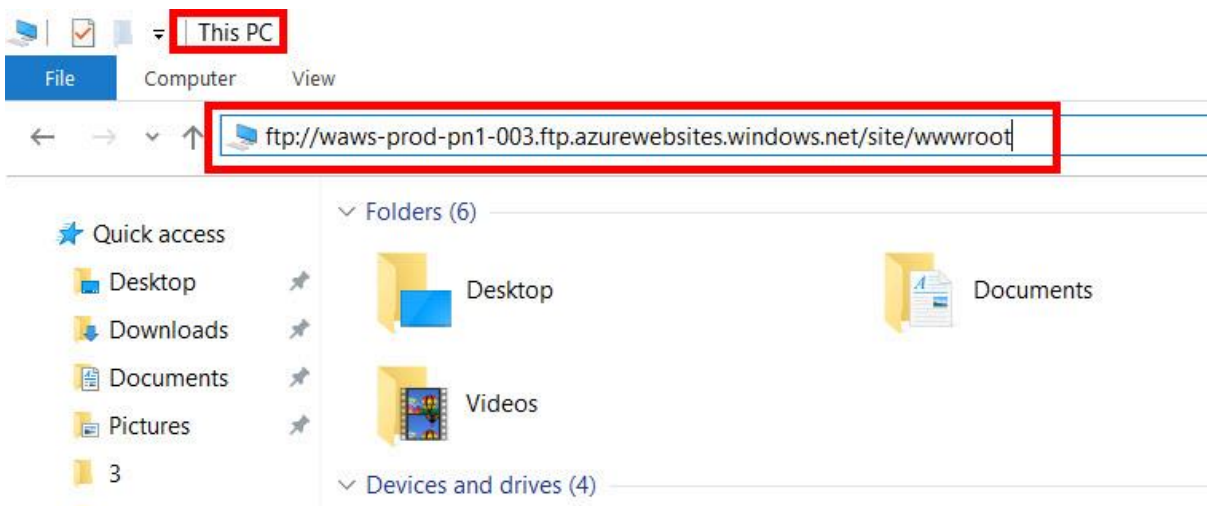 This PC
File Computer View
ftp://waws-prod-pn1-003.ftp.azurewebsites.windows.net/site/wwwroot
Quick access
Desktop
Downloads
Documents
Pictures
3
Folders (6)
Desktop
Documents
Videos
Devices and drives (4)